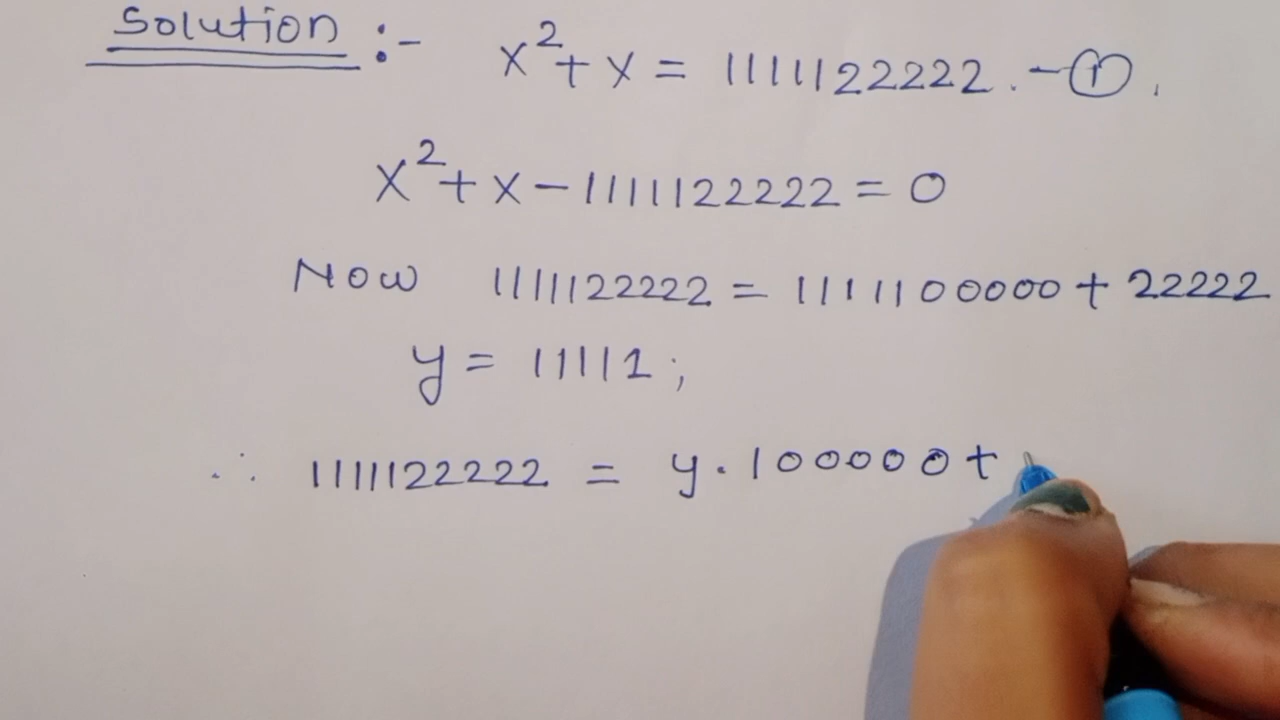 Solution :- x² + x = 1111122222. - ①.
x² + x - 1111122222 = 0
Now 1111122222 = 1111100000 + 22222
y = 11111 ;
∴ 1111122222 = y . 100000 +